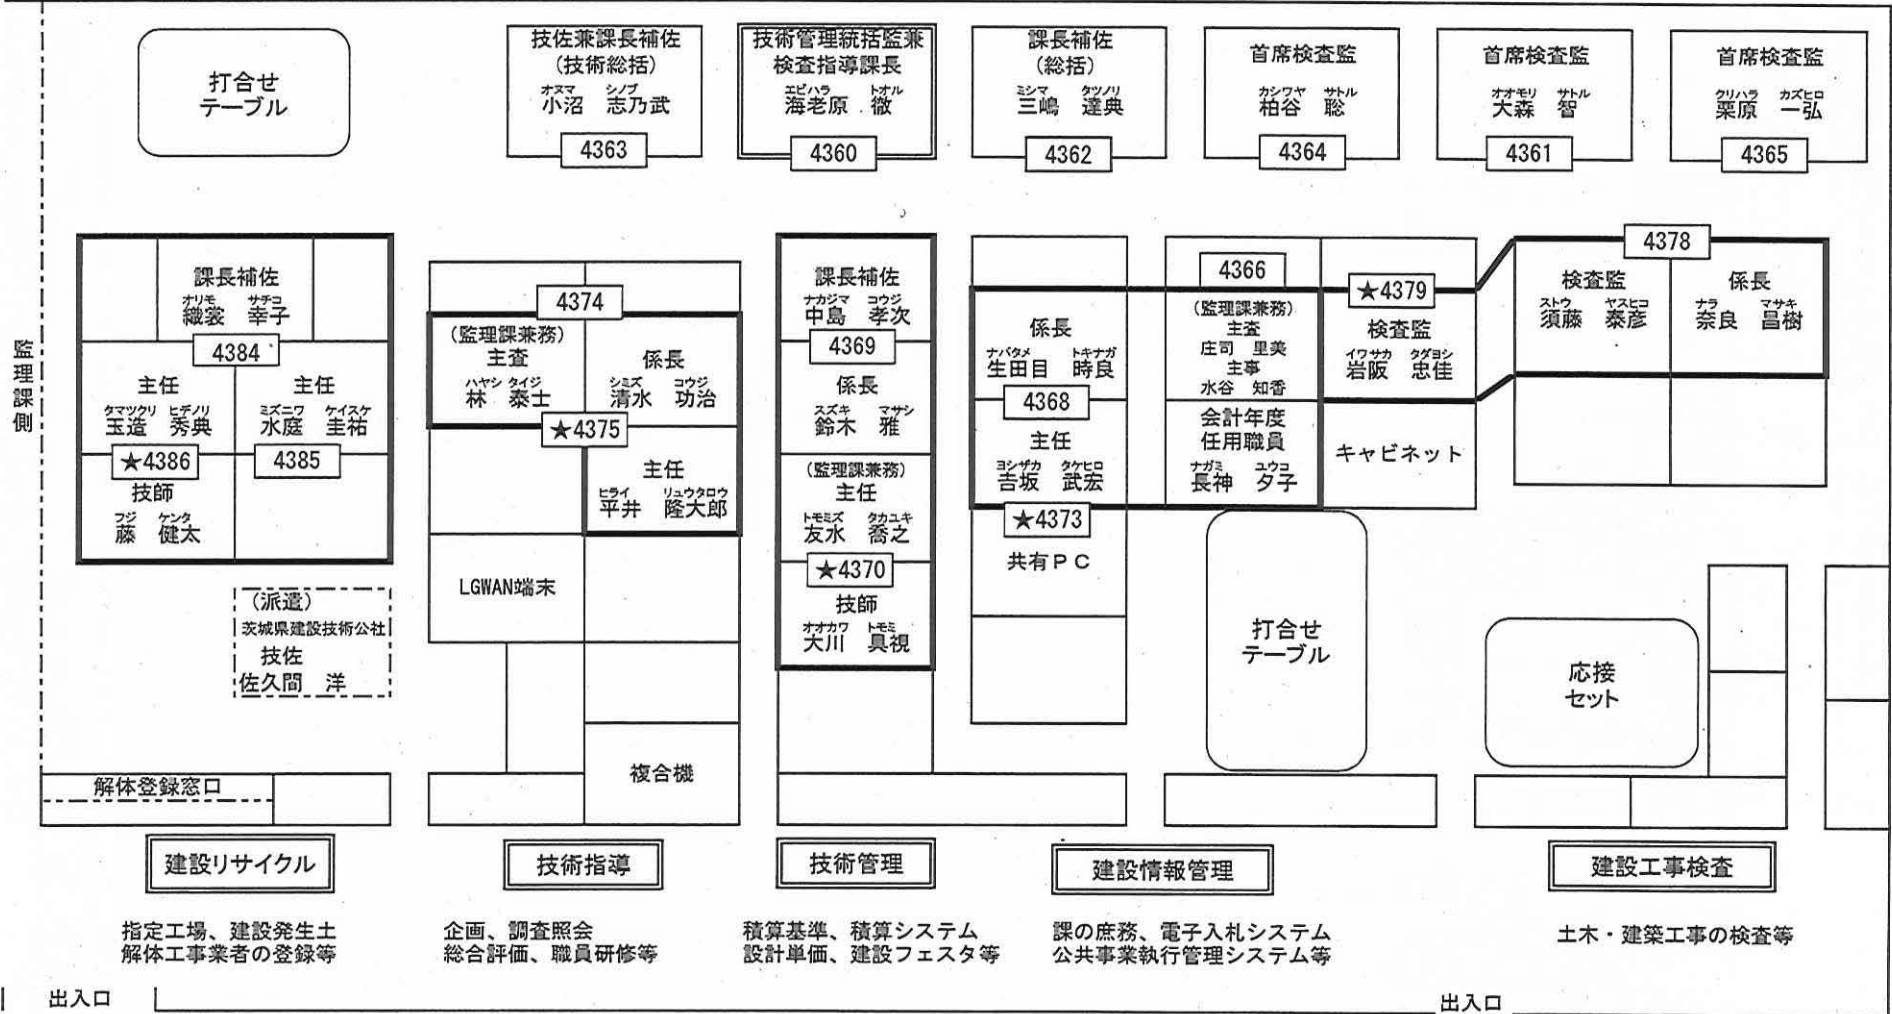 打合せ
テーブル
技佐兼課長補佐
(技術総括)
オヌマ シノブ
小沼 志乃武
4363
技術管理統括監兼
検査指導課長
エビハラ トオル
海老原 徹
4360
課長補佐
(総括)
ミシマ タツノリ
三嶋 達典
4362
首席検査監
カシワヤ サトル
柏谷 聡
4364
首席検査監
オオモリ サトル
大森 智
4361
首席検査監
クリハラ カズヒロ
栗原 一弘
4365
監理課側
課長補佐
オリモ サチコ
織裳 幸子
4384
主任
タマツクリ ヒデノリ
玉造 秀典
主任
ミズニワ ケイスケ
水庭 圭祐
★4386
4385
技師
フジ ケンタ
藤 健太
(派遣)
茨城県建設技術公社
技佐
佐久間 洋
解体登録窓口
4374
(監理課兼務)
主査
ハヤシ タイジ
林 泰士
係長
シミズ コウジ
清水 功治
★4375
主任
ヒライ リュウタロウ
平井 隆太郎
LGWAN端末
複合機
課長補佐
ナカジマ コウジ
中島 孝次
4369
係長
スズキ マサシ
鈴木 雅
(監理課兼務)
主任
トモミズ タカユキ
友水 喬之
★4370
技師
オオカワ トモミ
大川 具視
係長
ナバタメ トキナガ
生田目 時良
4368
主任
ヨシザカ タケヒロ
吉坂 武宏
★4373
共有PC
4366
(監理課兼務)
主査
庄司 里美
主事
水谷 知香
会計年度
任用職員
ナガミ ユウコ
長神 夕子
★4379
検査監
イワサカ タダヨシ
岩阪 忠佳
キャビネット
4378
検査監
ストウ ヤスヒコ
須藤 泰彦
係長
ナラ マサキ
奈良 昌樹
打合せ
テーブル
応接
セット
建設リサイクル
技術指導
技術管理
建設情報管理
建設工事検査
指定工場、建設発生土
解体工事業者の登録等
企画、調査照会
総合評価、職員研修等
積算基準、積算システム
設計単価、建設フェスタ等
課の庶務、電子入札システム
公共事業執行管理システム等
土木・建築工事の検査等
出入口
出入口